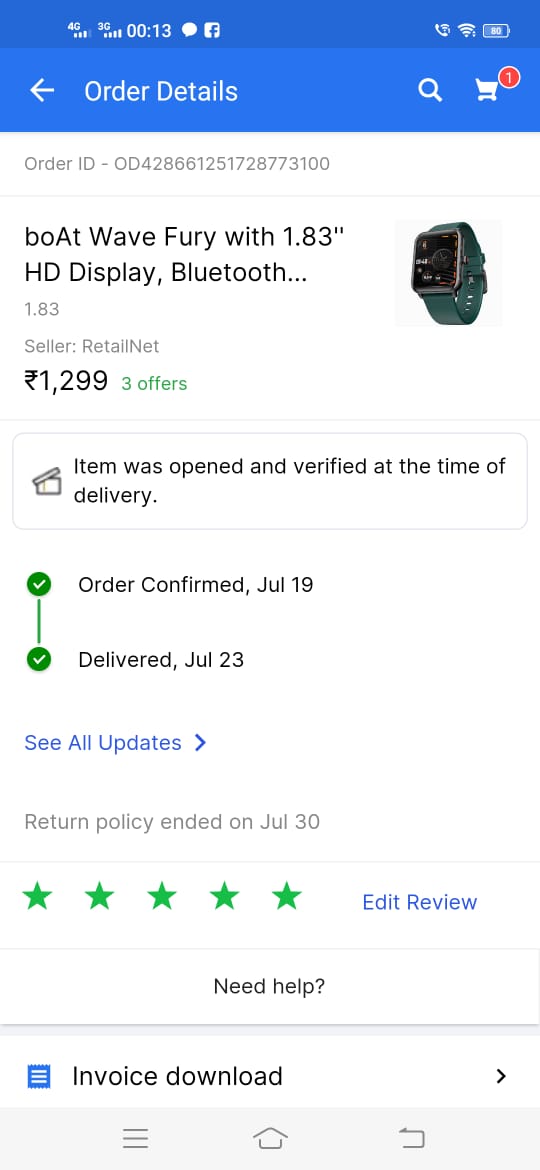 4G 3G 00:13 80
Order Details 1
Order ID - OD428661251728773100
boAt Wave Fury with 1.83"
HD Display, Bluetooth...
1.83
Seller: RetailNet
₹1,299 3 offers
Item was opened and verified at the time of
delivery.
Order Confirmed, Jul 19
Delivered, Jul 23
See All Updates
Return policy ended on Jul 30
Edit Review
Need help?
Invoice download